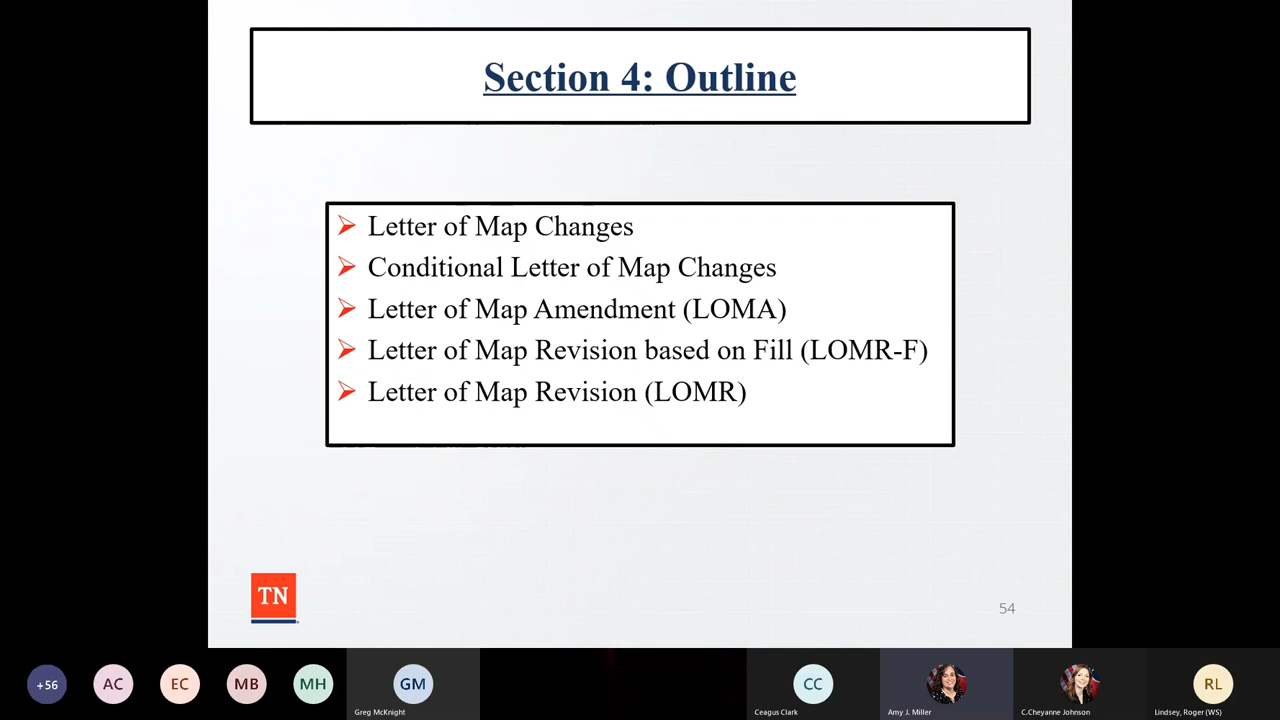 Section 4: Outline
Letter of Map Changes
Conditional Letter of Map Changes
Letter of Map Amendment (LOMA)
Letter of Map Revision based on Fill (LOMR-F)
Letter of Map Revision (LOMR)
TN
54
+56
AC
EC
MB
MH
GM
CC
RL
Greg McKnight
Ceagus Clark
Amy J. Miller
C.Cheyanne Johnson
Lindsey, Roger (WS)